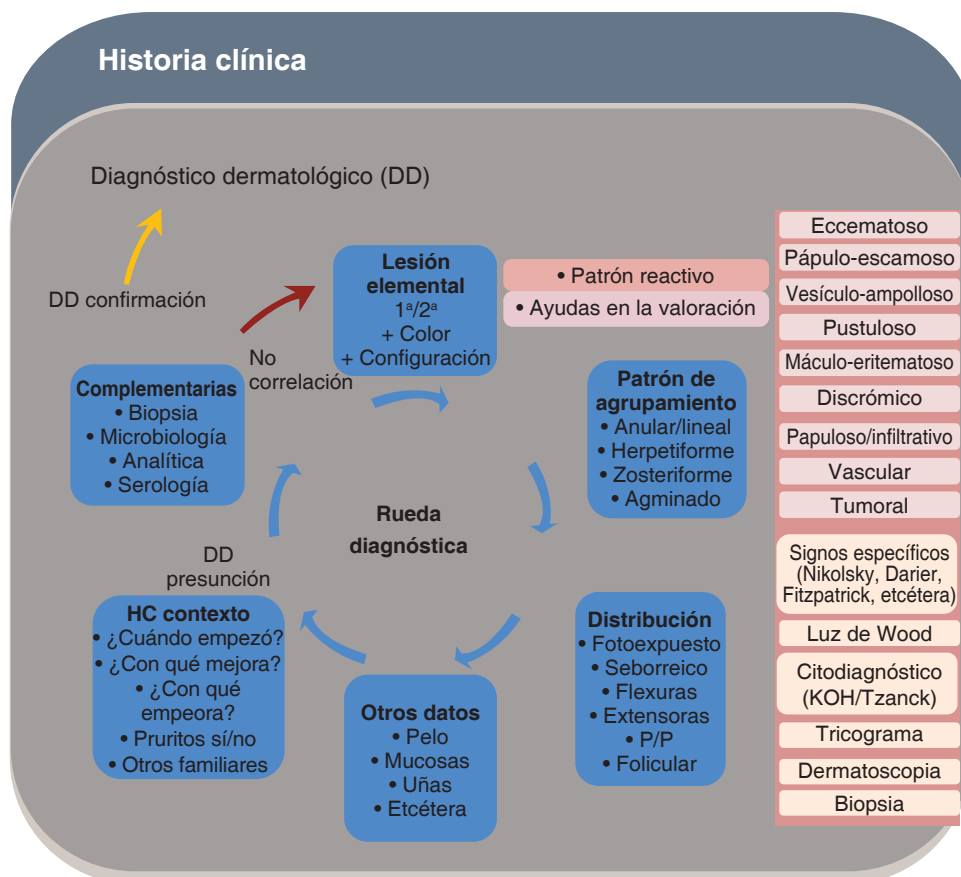 Historia clínica
Diagnóstico dermatológico (DD)
DD confirmación
No
correlación
Lesión
elemental
1ª/2ª
+ Color
+ Configuración
• Patrón reactivo
• Ayudas en la valoración
Patrón de
agrupamiento
• Anular/lineal
• Herpetiforme
• Zosteriforme
• Agminado
Distribución
• Fotoexpuesto
• Seborreico
• Flexuras
• Extensoras
• P/P
• Folicular
Otros datos
• Pelo
• Mucosas
• Uñas
• Etcétera
HC contexto
• ¿Cuándo empezó?
• ¿Con qué mejora?
• ¿Con qué
empeora?
• Pruritos sí/no
• Otros familiares
DD
presunción
Complementarias
• Biopsia
• Microbiología
• Analítica
• Serología
Rueda
diagnóstica
Eccematoso
Pápulo-escamoso
Vesículo-ampolloso
Pustuloso
Máculo-eritematoso
Discrómico
Papuloso/infiltrativo
Vascular
Tumoral
Signos específicos
(Nikolsky, Darier,
Fitzpatrick, etcétera)
Luz de Wood
Citodiagnóstico
(KOH/Tzanck)
Tricograma
Dermatoscopia
Biopsia